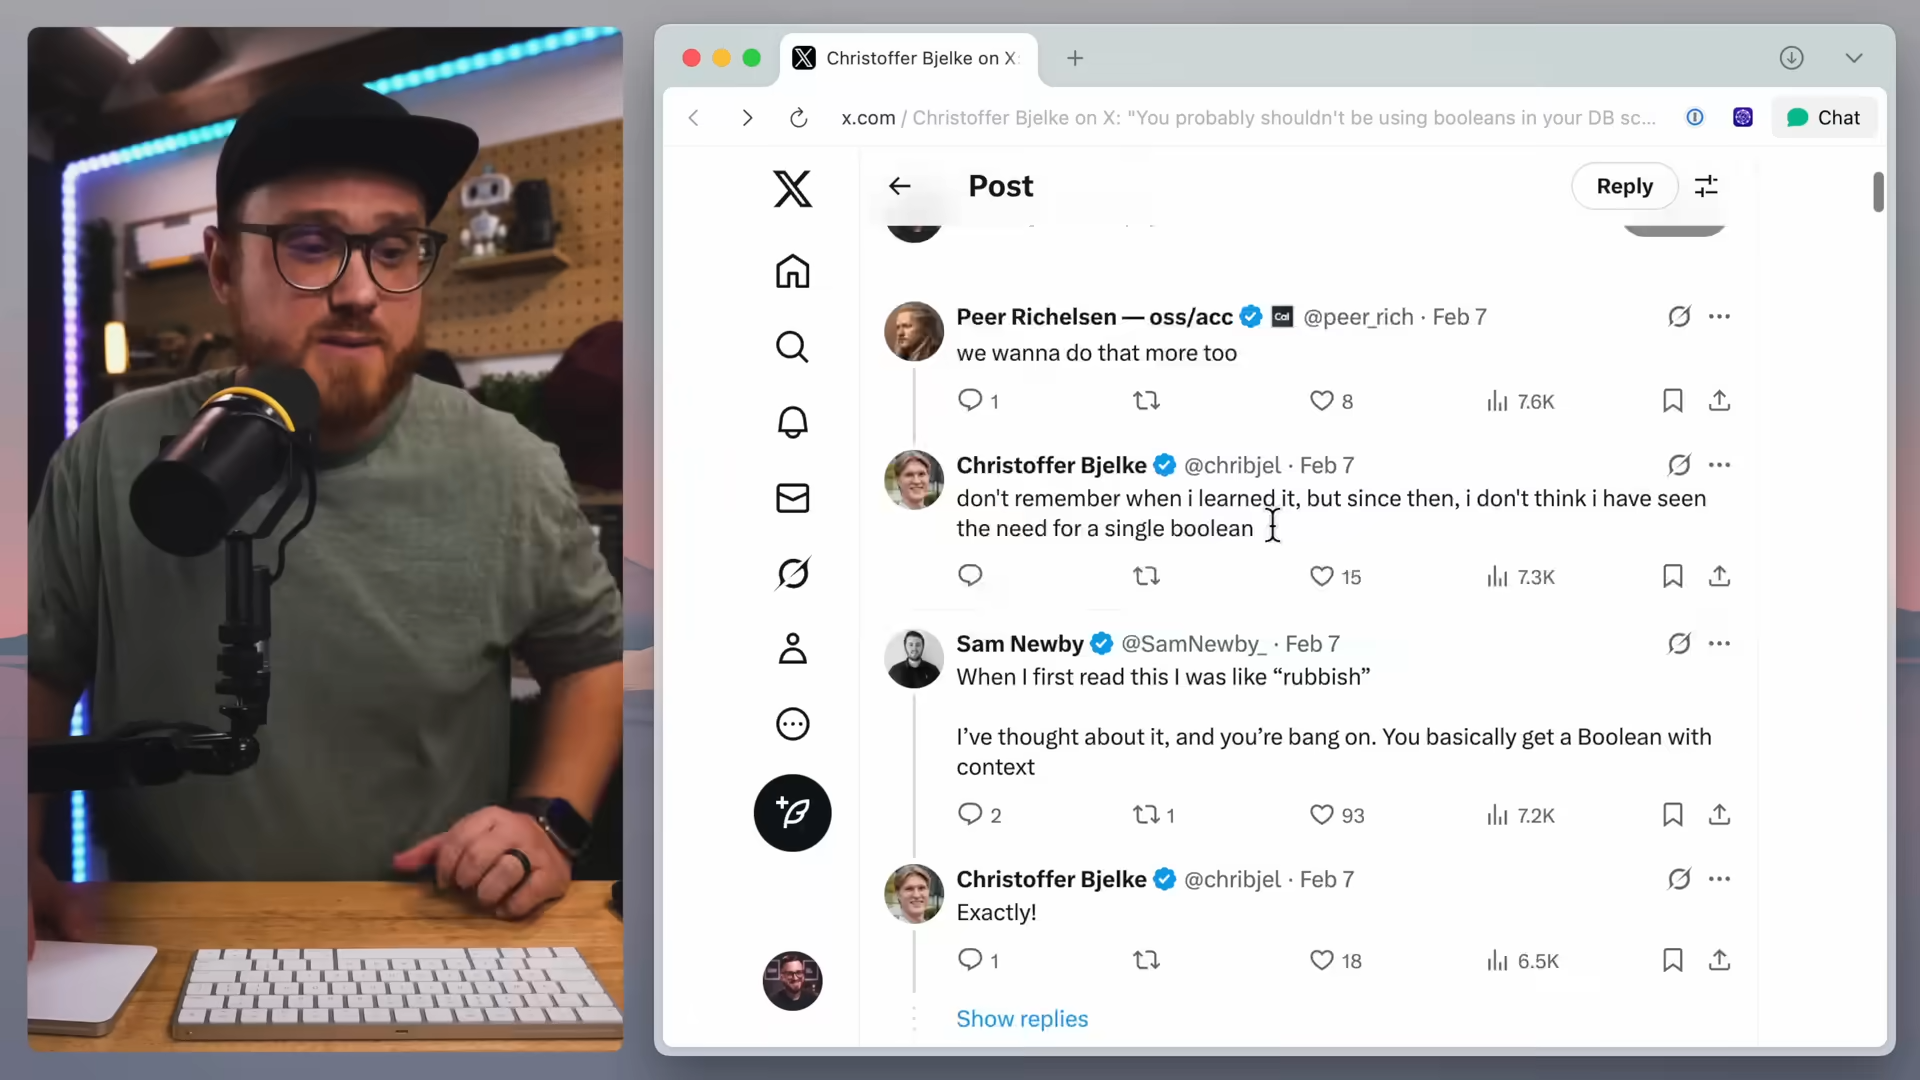 Christoffer Bjelke on X:
x.com / Christoffer Bjelke on X: "You probably shouldn't be using booleans in your DB sc...
Chat
Post
Reply
Peer Richelsen — oss/acc Cal @peer_rich · Feb 7
we wanna do that more too
1 8 7.6K
Christoffer Bjelke @chribjel · Feb 7
don't remember when i learned it, but since then, i don't think i have seen
the need for a single boolean
15 7.3K
Sam Newby @SamNewby_ · Feb 7
When I first read this I was like “rubbish”
I’ve thought about it, and you’re bang on. You basically get a Boolean with
context
2 1 93 7.2K
Christoffer Bjelke @chribjel · Feb 7
Exactly!
1 18 6.5K
Show replies